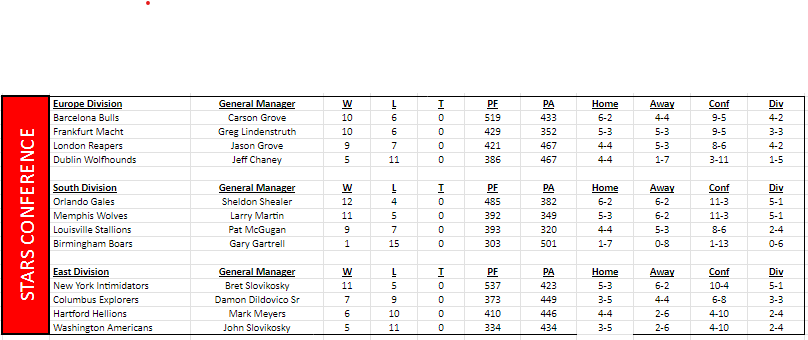 STARS CONFERENCE
Europe Division General Manager W L T PF PA Home Away Conf Div
Barcelona Bulls Carson Grove 10 6 0 519 433 6-2 4-4 9-5 4-2
Frankfurt Macht Greg Lindenstruth 10 6 0 429 352 5-3 5-3 9-5 3-3
London Reapers Jason Grove 9 7 0 421 467 4-4 5-3 8-6 4-2
Dublin Wolfhounds Jeff Chaney 5 11 0 386 467 4-4 1-7 3-11 1-5
South Division General Manager W L T PF PA Home Away Conf Div
Orlando Gales Sheldon Shealer 12 4 0 485 382 6-2 6-2 11-3 5-1
Memphis Wolves Larry Martin 11 5 0 392 349 5-3 6-2 11-3 5-1
Louisville Stallions Pat McGugan 9 7 0 393 320 4-4 5-3 8-6 2-4
Birmingham Boars Gary Gartrell 1 15 0 303 501 1-7 0-8 1-13 0-6
East Division General Manager W L T PF PA Home Away Conf Div
New York Intimidators Bret Slovikosky 11 5 0 537 423 5-3 6-2 10-4 5-1
Columbus Explorers Damon Dildovico Sr 7 9 0 373 449 3-5 4-4 6-8 3-3
Hartford Hellions Mark Meyers 6 10 0 410 446 4-4 2-6 4-10 2-4
Washington Americans John Slovikosky 5 11 0 334 434 3-5 2-6 4-10 2-4